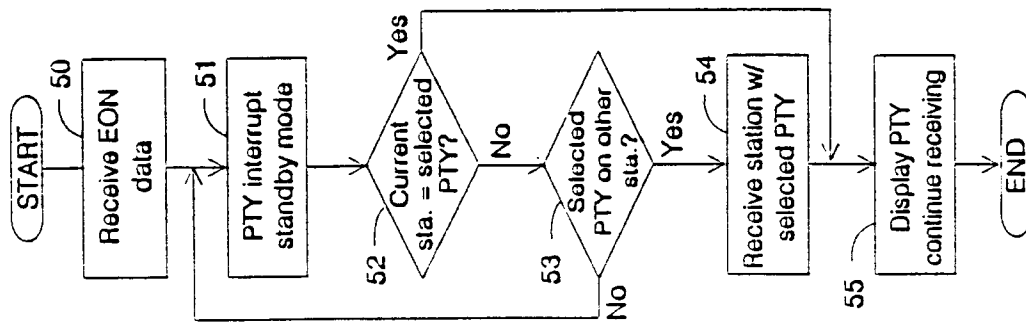 START
50
Receive EON
data
51
PTY interrupt
standby mode
52
Current
sta. = selected
PTY?
Yes
No
53
Selected
PTY on other
sta.?
No
Yes
54
Receive station w/
selected PTY
55
Display PTY
continue receiving
END